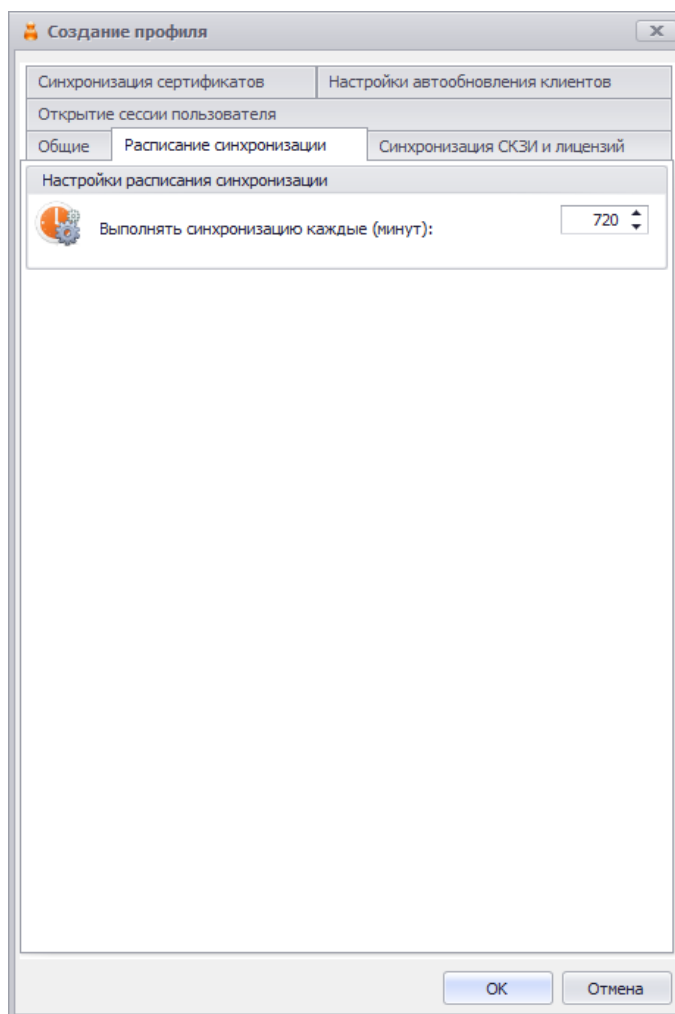 Создание профиля
Синхронизация сертификатов Настройки автообновления клиентов
Открытие сессии пользователя
Общие Расписание синхронизации Синхронизация СКЗИ и лицензий
Настройки расписания синхронизации
Выполнять синхронизацию каждые (минут): 720
ОК Отмена